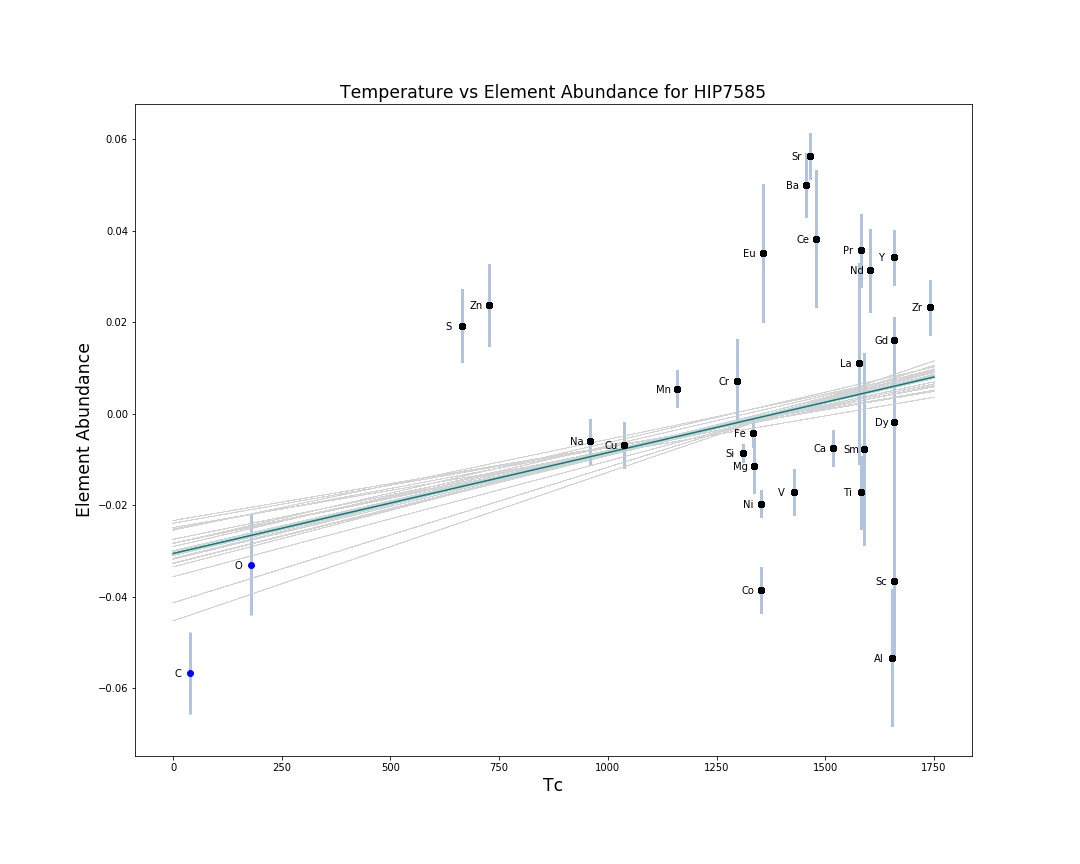 Temperature vs Element Abundance for HIP7585
0.06
0.04
0.02
0.00
−0.02
−0.04
−0.06
Element Abundance
Sr
Ba
Ce
Eu
Pr
Nd
Y
Zn
S
Zr
Gd
La
Cr
Mn
Dy
Fe
Na
Cu
Ca
Sm
Si
Mg
V
Ti
Ni
O
Sc
Co
Al
C
0
250
500
750
1000
1250
1500
1750
Tc